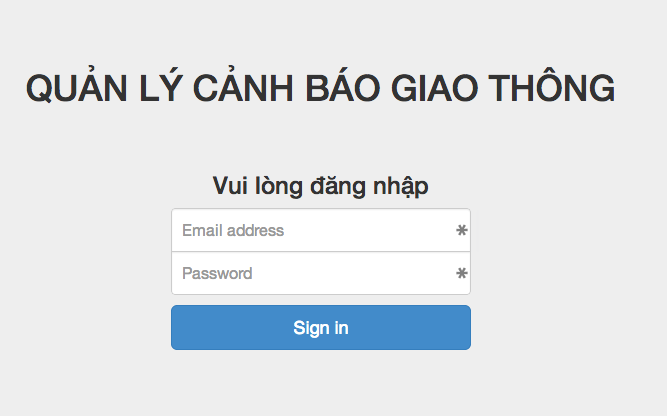 QUẢN LÝ CẢNH BÁO GIAO THÔNG
Vui lòng đăng nhập
Email address
Password
Sign in